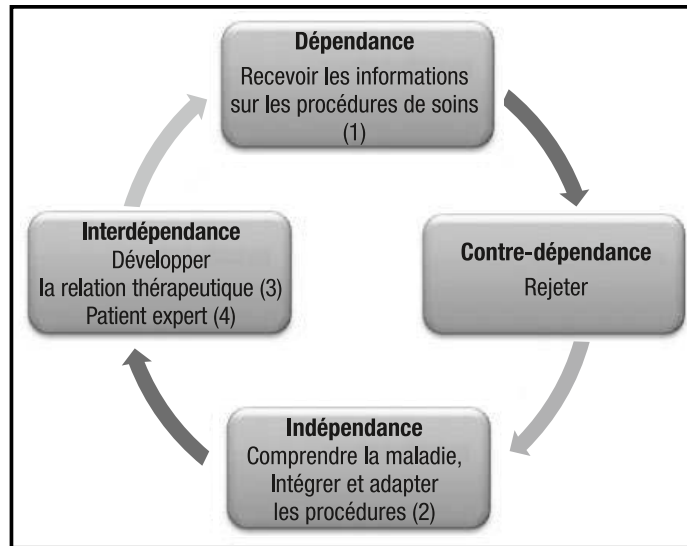 Dépendance
Recevoir les informations
sur les procédures de soins
(1)
Contre-dépendance
Rejeter
Indépendance
Comprendre la maladie,
Intégrer et adapter
les procédures (2)
Interdépendance
Développer
la relation thérapeutique (3)
Patient expert (4)